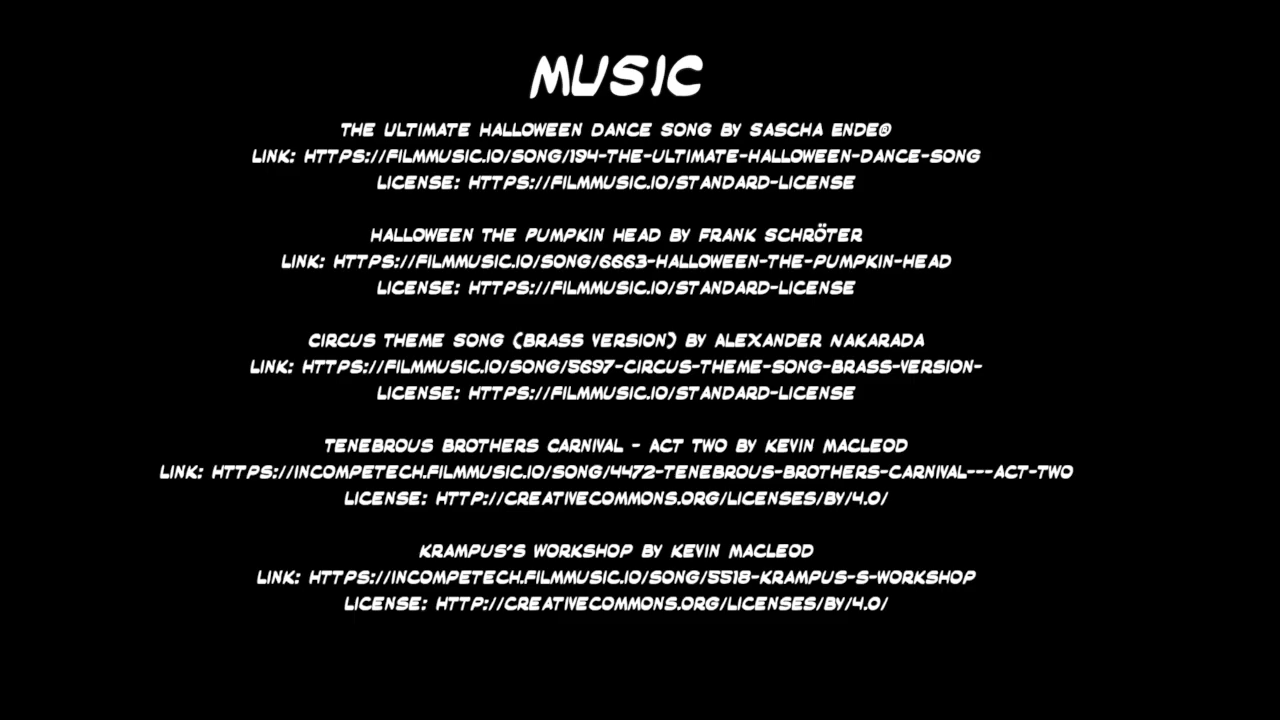 MUSIC
THE ULTIMATE HALLOWEEN DANCE SONG BY SASCHA ENDE®
LINK: HTTPS://FILMMUSIC.IO/SONG/194-THE-ULTIMATE-HALLOWEEN-DANCE-SONG
LICENSE: HTTPS://FILMMUSIC.IO/STANDARD-LICENSE
HALLOWEEN THE PUMPKIN HEAD BY FRANK SCHRÖTER
LINK: HTTPS://FILMMUSIC.IO/SONG/6663-HALLOWEEN-THE-PUMPKIN-HEAD
LICENSE: HTTPS://FILMMUSIC.IO/STANDARD-LICENSE
CIRCUS THEME SONG (BRASS VERSION) BY ALEXANDER NAKARADA
LINK: HTTPS://FILMMUSIC.IO/SONG/5697-CIRCUS-THEME-SONG-BRASS-VERSION-
LICENSE: HTTPS://FILMMUSIC.IO/STANDARD-LICENSE
TENEBROUS BROTHERS CARNIVAL - ACT TWO BY KEVIN MACLEOD
LINK: HTTPS://INCOMPETECH.FILMMUSIC.IO/SONG/4472-TENEBROUS-BROTHERS-CARNIVAL---ACT-TWO
LICENSE: HTTP://CREATIVECOMMONS.ORG/LICENSES/BY/4.0/
KRAMPUS'S WORKSHOP BY KEVIN MACLEOD
LINK: HTTPS://INCOMPETECH.FILMMUSIC.IO/SONG/5518-KRAMPUS-S-WORKSHOP
LICENSE: HTTP://CREATIVECOMMONS.ORG/LICENSES/BY/4.0/